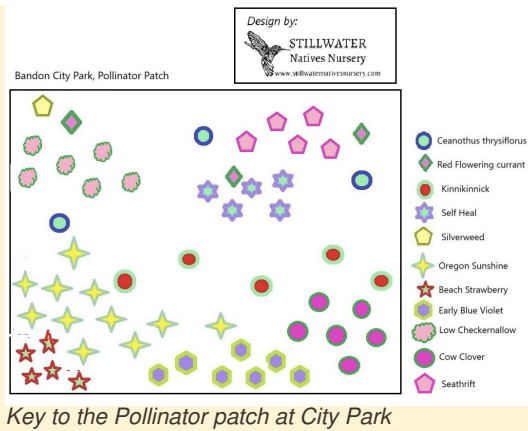 Design by:
STILLWATER
Natives Nursery
www.stillwaternativesnursery.com
Bandon City Park, Pollinator Patch
Ceanothus thrysiflorus
Red Flowering currant
Kinnikinnick
Self Heal
Silverweed
Oregon Sunshine
Beach Strawberry
Early Blue Violet
Low Checkernallow
Cow Clover
Seathrift
Key to the Pollinator patch at City Park